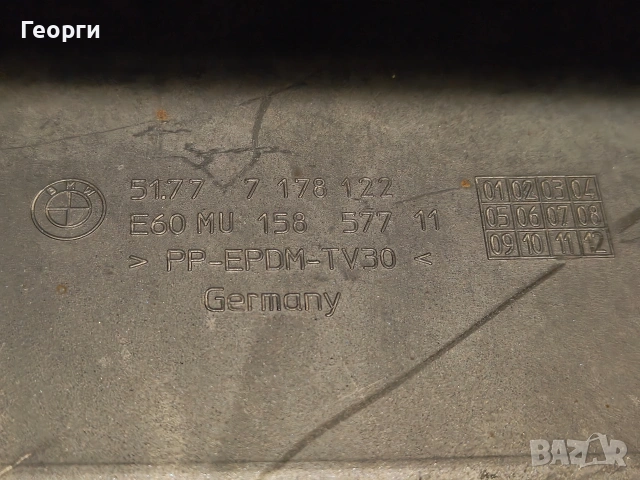 Георги
BMW
51.77 7 178 122
E60 MU 158 577 11
> PP-EPDM-TV30 <
Germany
01 02 03 04
05 06 07 08
09 10 11 12
BAZAR